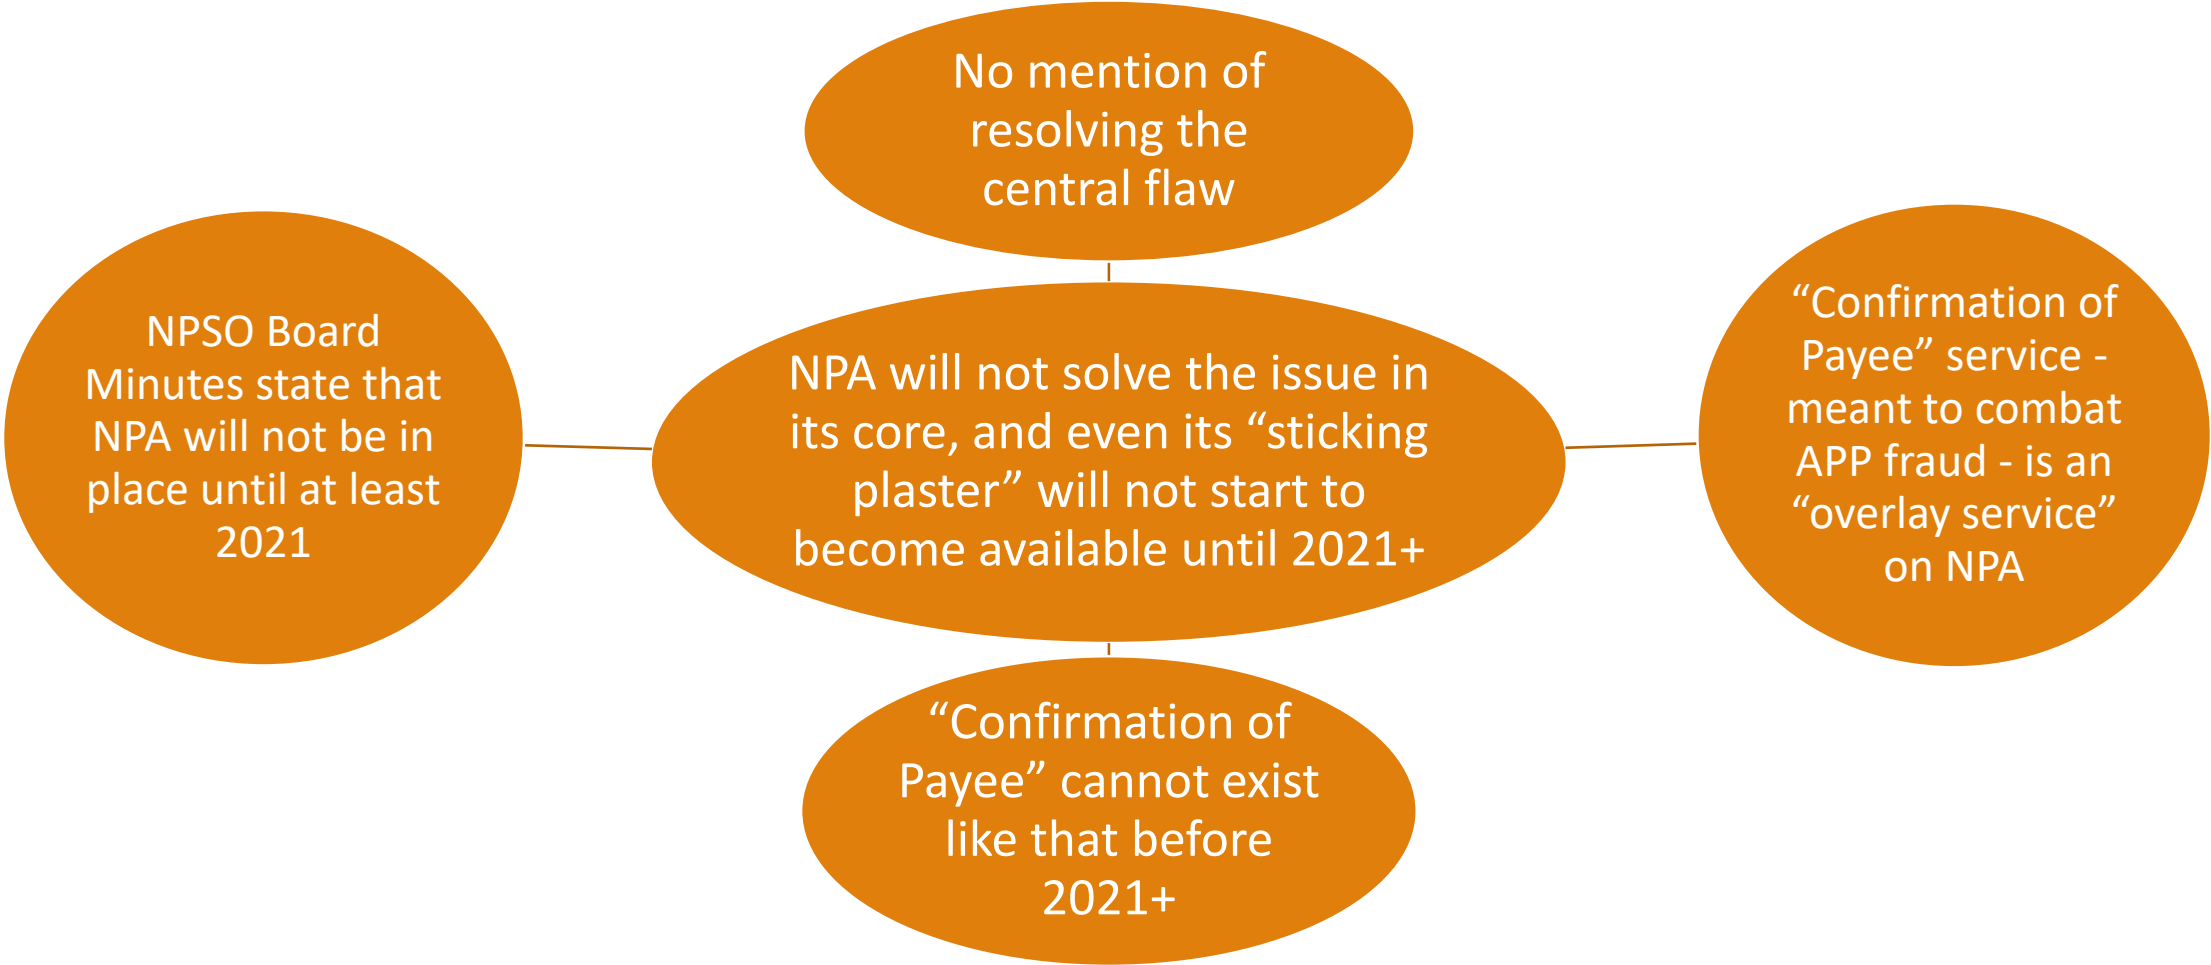 No mention of
resolving the
central flaw
NPSO Board
Minutes state that
NPA will not be in
place until at least
2021
NPA will not solve the issue in
its core, and even its “sticking
plaster” will not start to
become available until 2021+
“Confirmation of
Payee” service -
meant to combat
APP fraud - is an
“overlay service”
on NPA
“Confirmation of
Payee” cannot exist
like that before
2021+